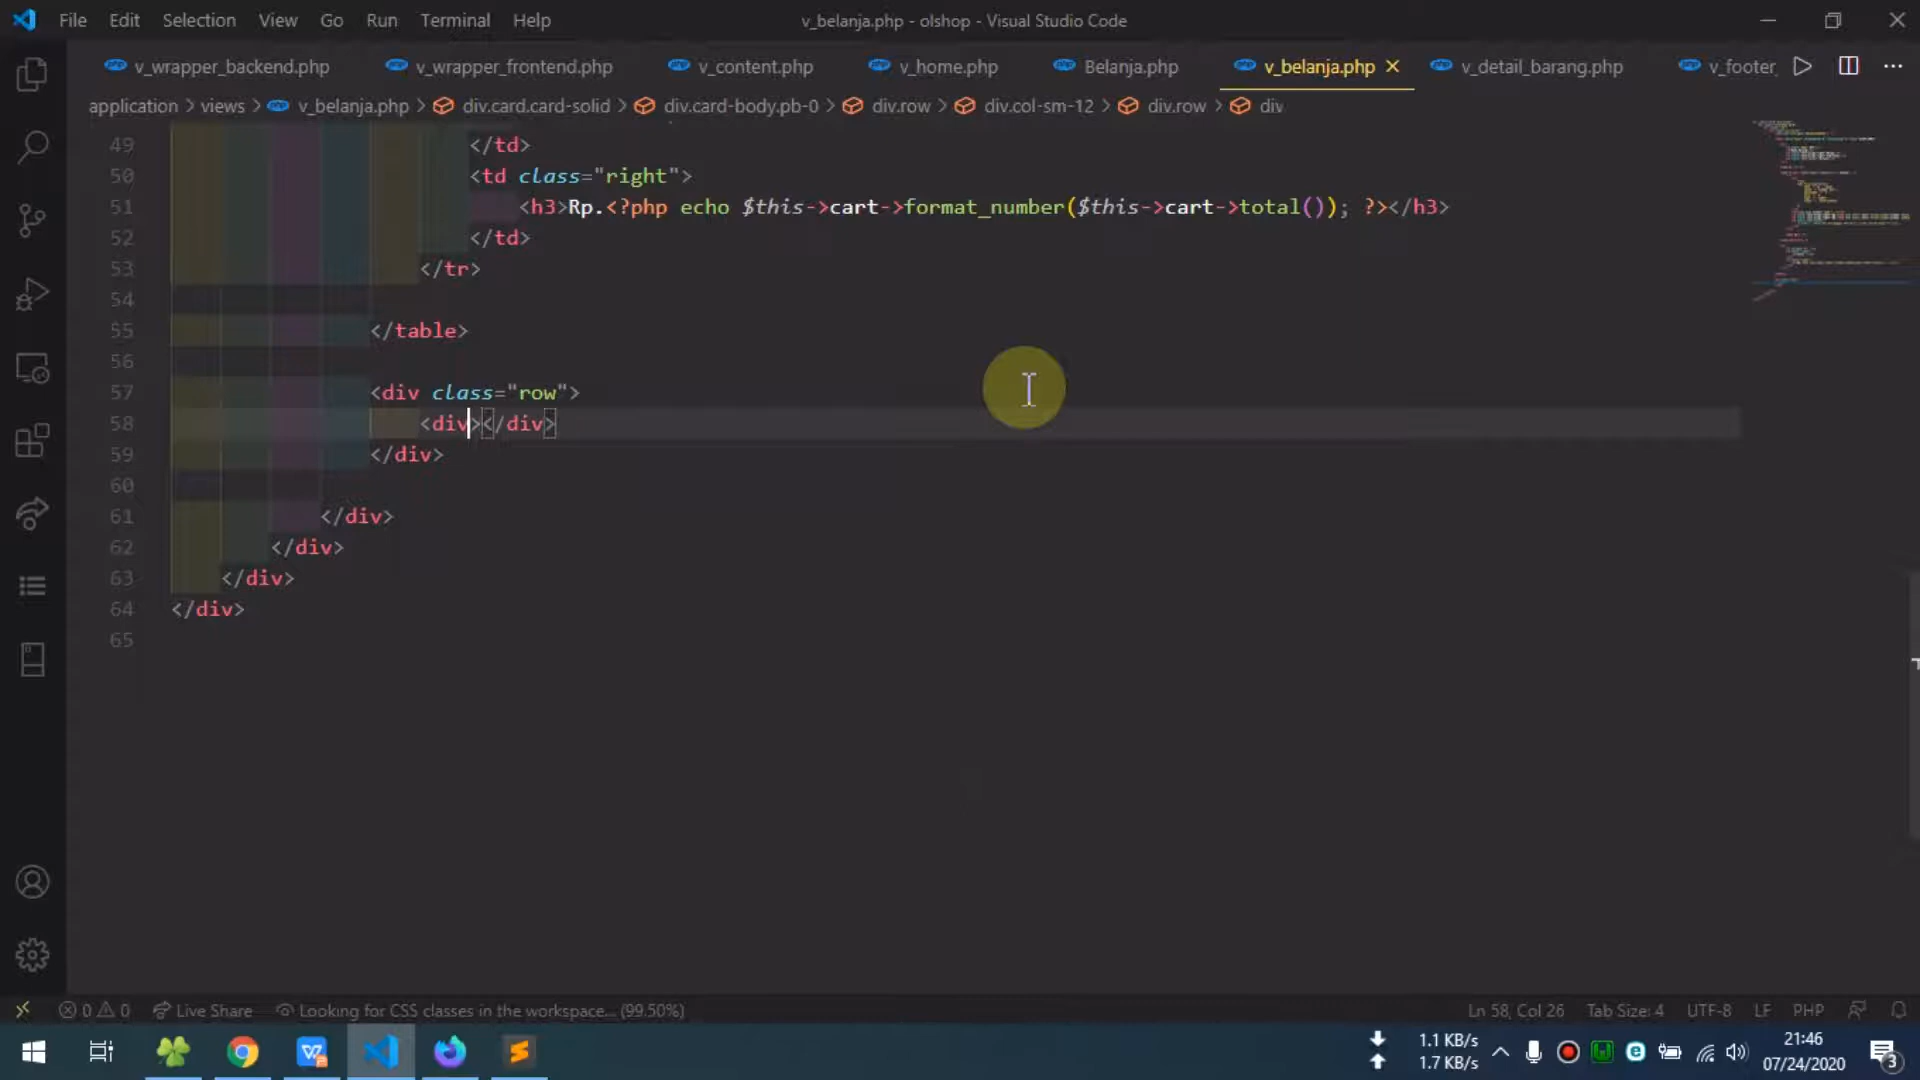 File Edit Selection View Go Run Terminal Help
v_belanja.php - olshop - Visual Studio Code
v_wrapper_backend.php v_wrapper_frontend.php v_content.php v_home.php Belanja.php v_belanja.php v_detail_barang.php v_footer
application > views > v_belanja.php > div.card.card-solid > div.card-body.pb-0 > div.row > div.col-sm-12 > div.row > div
49 </td>
50 <td class="right">
51 <h3>Rp.<?php echo $this->cart->format_number($this->cart->total()); ?></h3>
52 </td>
53 </tr>
54
55 </table>
56
57 <div class="row">
58 <div></div>
59 </div>
60
61 </div>
62 </div>
63 </div>
64 </div>
65
0 0 Live Share Looking for CSS classes in the workspace... (99.50%) Ln 58, Col 26 Tab Size: 4 UTF-8 LF PHP
1.1 KB/s
1.7 KB/s
21:46
07/24/2020
3